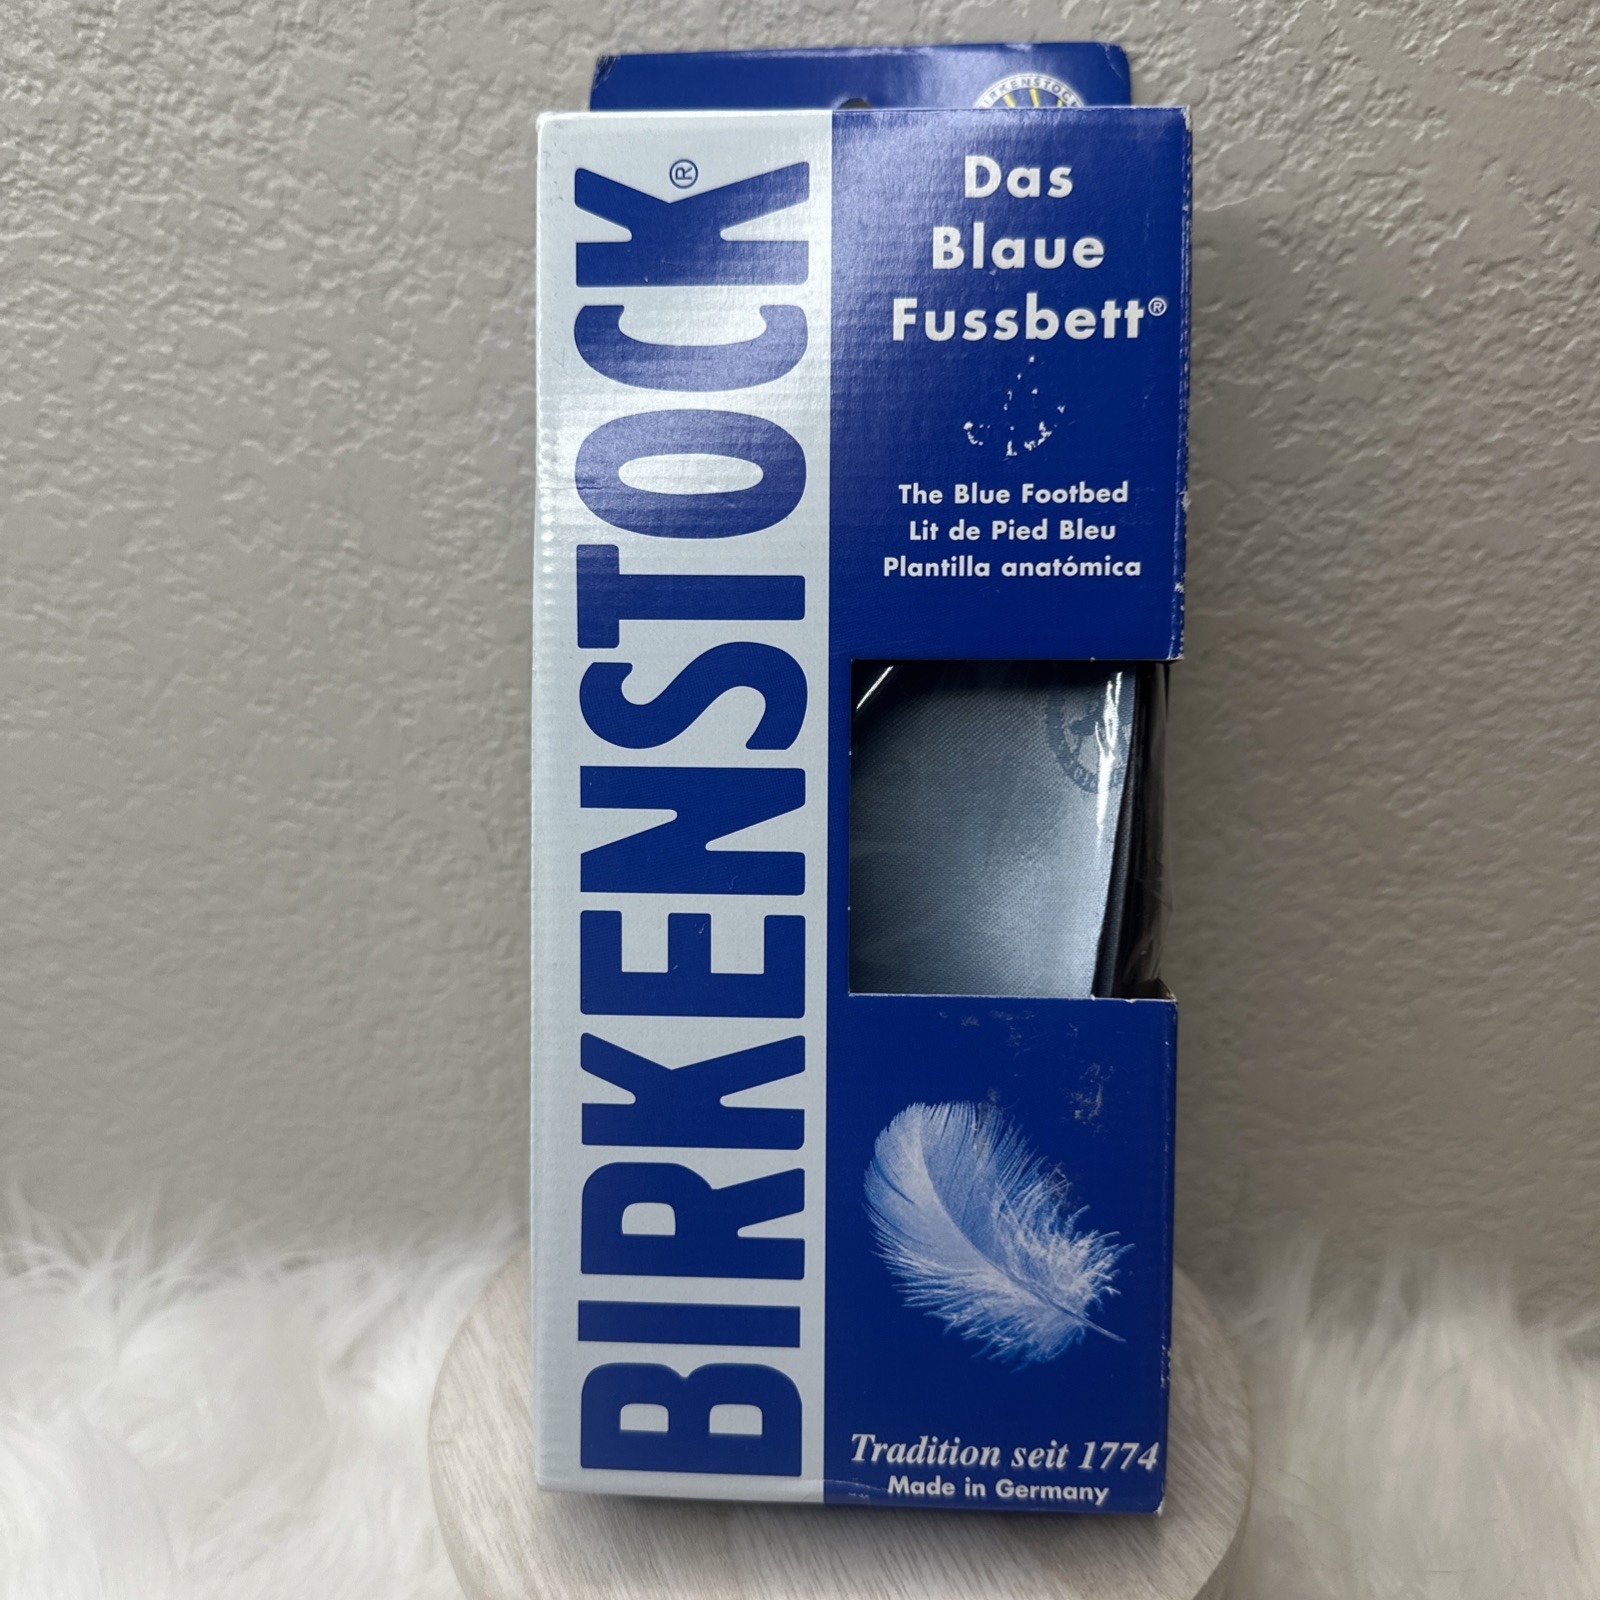 BIRKENSTOCK®
BIRKENSTOCK
Das
Blaue
Fussbett®
The Blue Footbed
Lit de Pied Bleu
Plantilla anatómica
Tradition seit 1774
Made in Germany